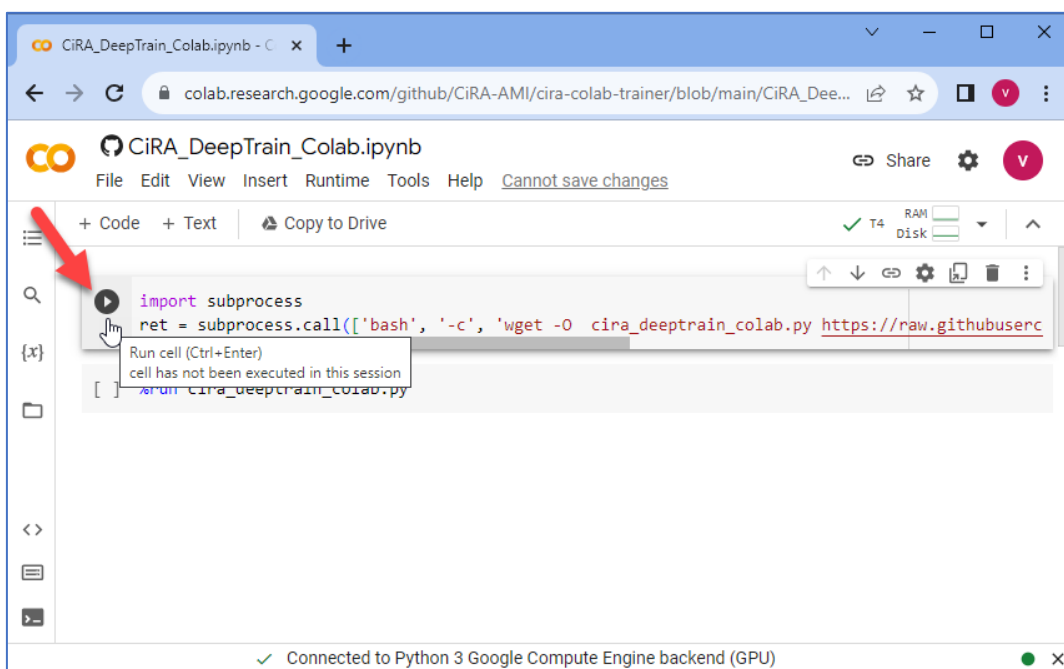 CiRA_DeepTrain_Colab.ipynb - C
colab.research.google.com/github/CiRA-AMI/cira-colab-trainer/blob/main/CiRA_Dee...
V
CiRA_DeepTrain_Colab.ipynb
File Edit View Insert Runtime Tools Help Cannot save changes
Share
V
+ Code + Text Copy to Drive
T4 RAM
Disk
import subprocess
ret = subprocess.call(['bash', '-c', 'wget -O cira_deeptrain_colab.py https://raw.githubuserc
{x}
Run cell (Ctrl+Enter)
cell has not been executed in this session
[ ] %run cira_deeptrain_colab.py
Connected to Python 3 Google Compute Engine backend (GPU)